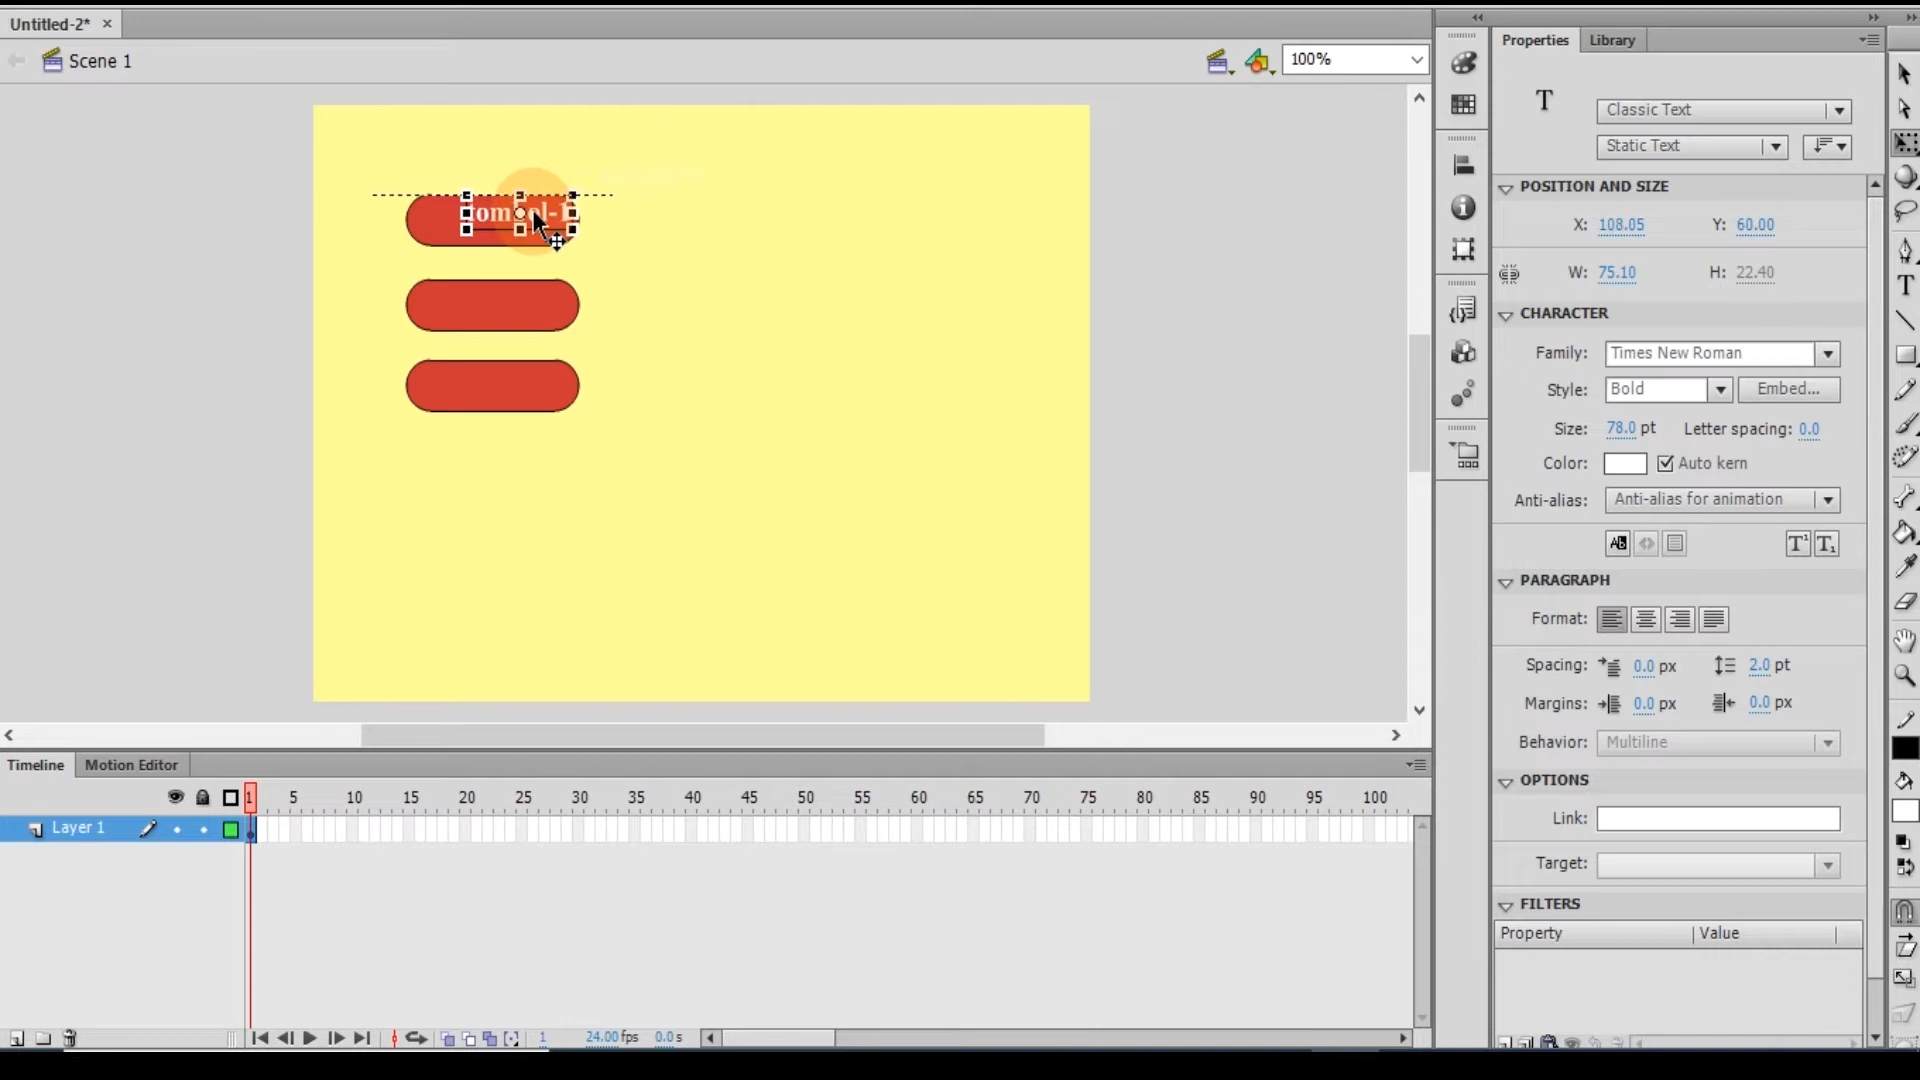 Untitled-2* ×
Scene 1
100%
Properties
Library
T
Classic Text
Static Text
POSITION AND SIZE
X: 108.05 Y: 60.00
W: 75.10 H: 22.40
CHARACTER
Family: Times New Roman
Style: Bold Embed...
Size: 78.0 pt Letter spacing: 0.0
Color: Auto kern
Anti-alias: Anti-alias for animation
PARAGRAPH
Format:
Spacing: 0.0 px 2.0 pt
Margins: 0.0 px 0.0 px
Behavior: Multiline
OPTIONS
Link:
Target:
FILTERS
Property Value
Timeline
Motion Editor
1 5 10 15 20 25 30 35 40 45 50 55 60 65 70 75 80 85 90 95 100
Layer 1
1 24.00 fps 0.0 s